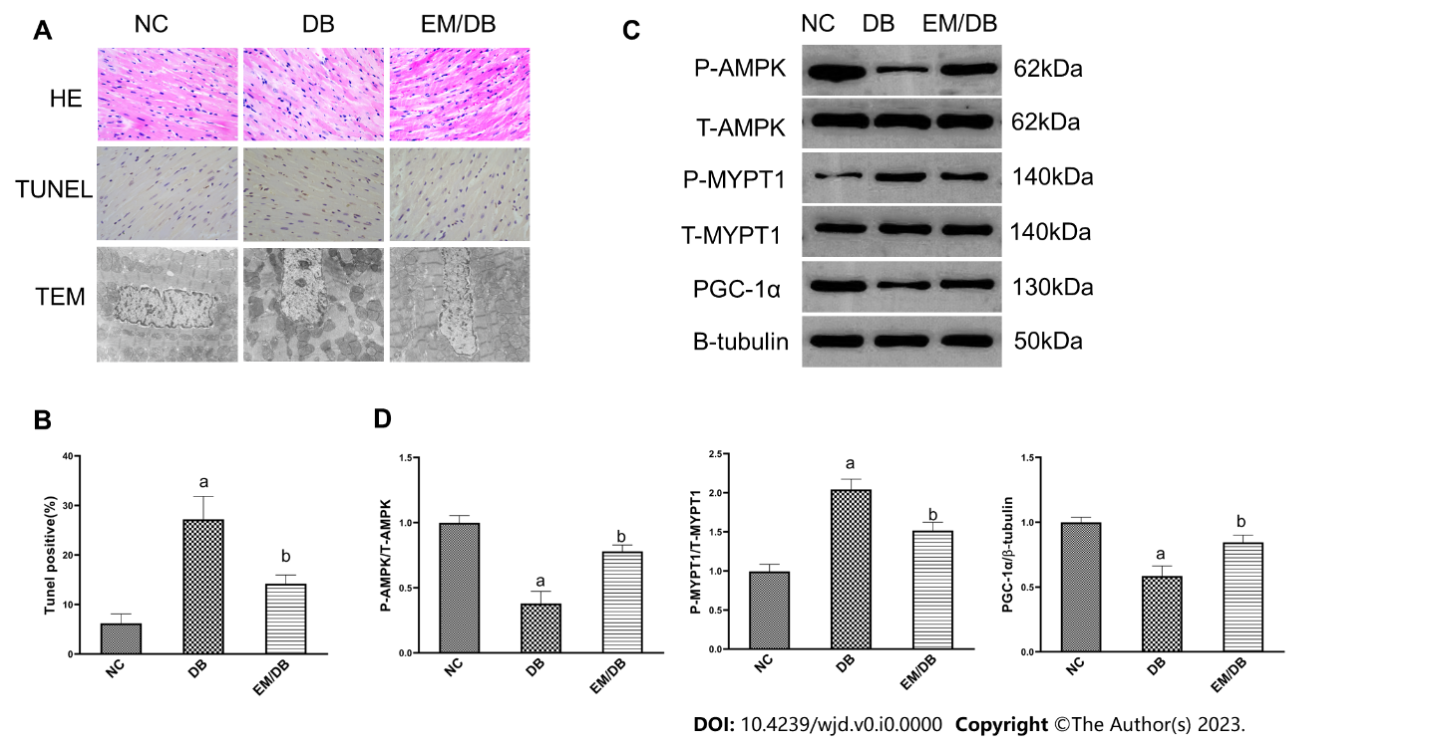 A
NC DB EM/DB
HE
TUNEL
TEM
C
NC DB EM/DB
P-AMPK 62kDa
T-AMPK 62kDa
P-MYPT1 140kDa
T-MYPT1 140kDa
PGC-1α 130kDa
B-tubulin 50kDa
B
Tunel positive(%)
40
30
20
10
0
a
b
NC DB EM/DB
D
P-AMPK/T-AMPK
1.5
1.0
0.5
0.0
a
b
NC DB EM/DB
P-MYPT1/T-MYPT1
2.5
2.0
1.5
1.0
0.5
0.0
a
b
NC DB EM/DB
PGC-1α/β-tubulin
1.5
1.0
0.5
0.0
a
b
NC DB EM/DB
DOI: 10.4239/wjd.v0.i0.0000 Copyright ©The Author(s) 2023.